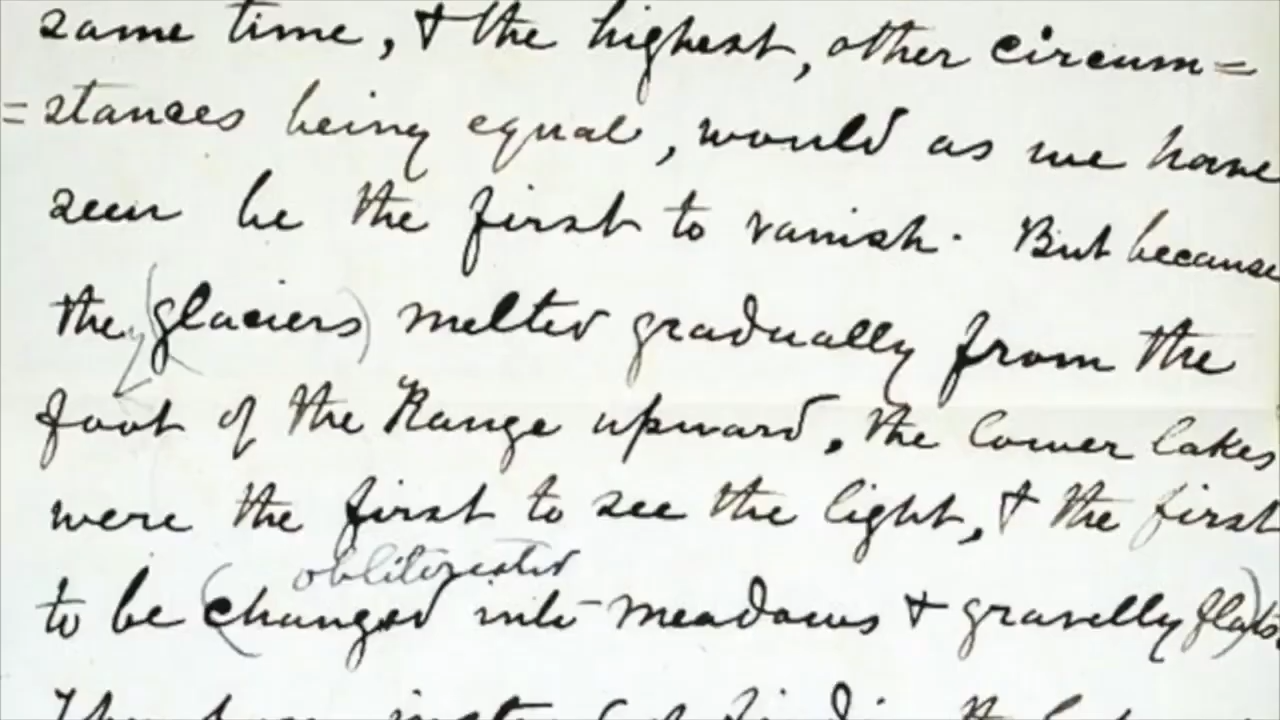 same time, & the highest, other circum=
=stances being equal, would as we have
seen be the first to vanish. But because
the (glaciers) melted gradually from the
foot of the Range upward, the lower lakes
were the first to see the light, & the first
obliterated
to be (changed into meadows & gravelly fla)ts.